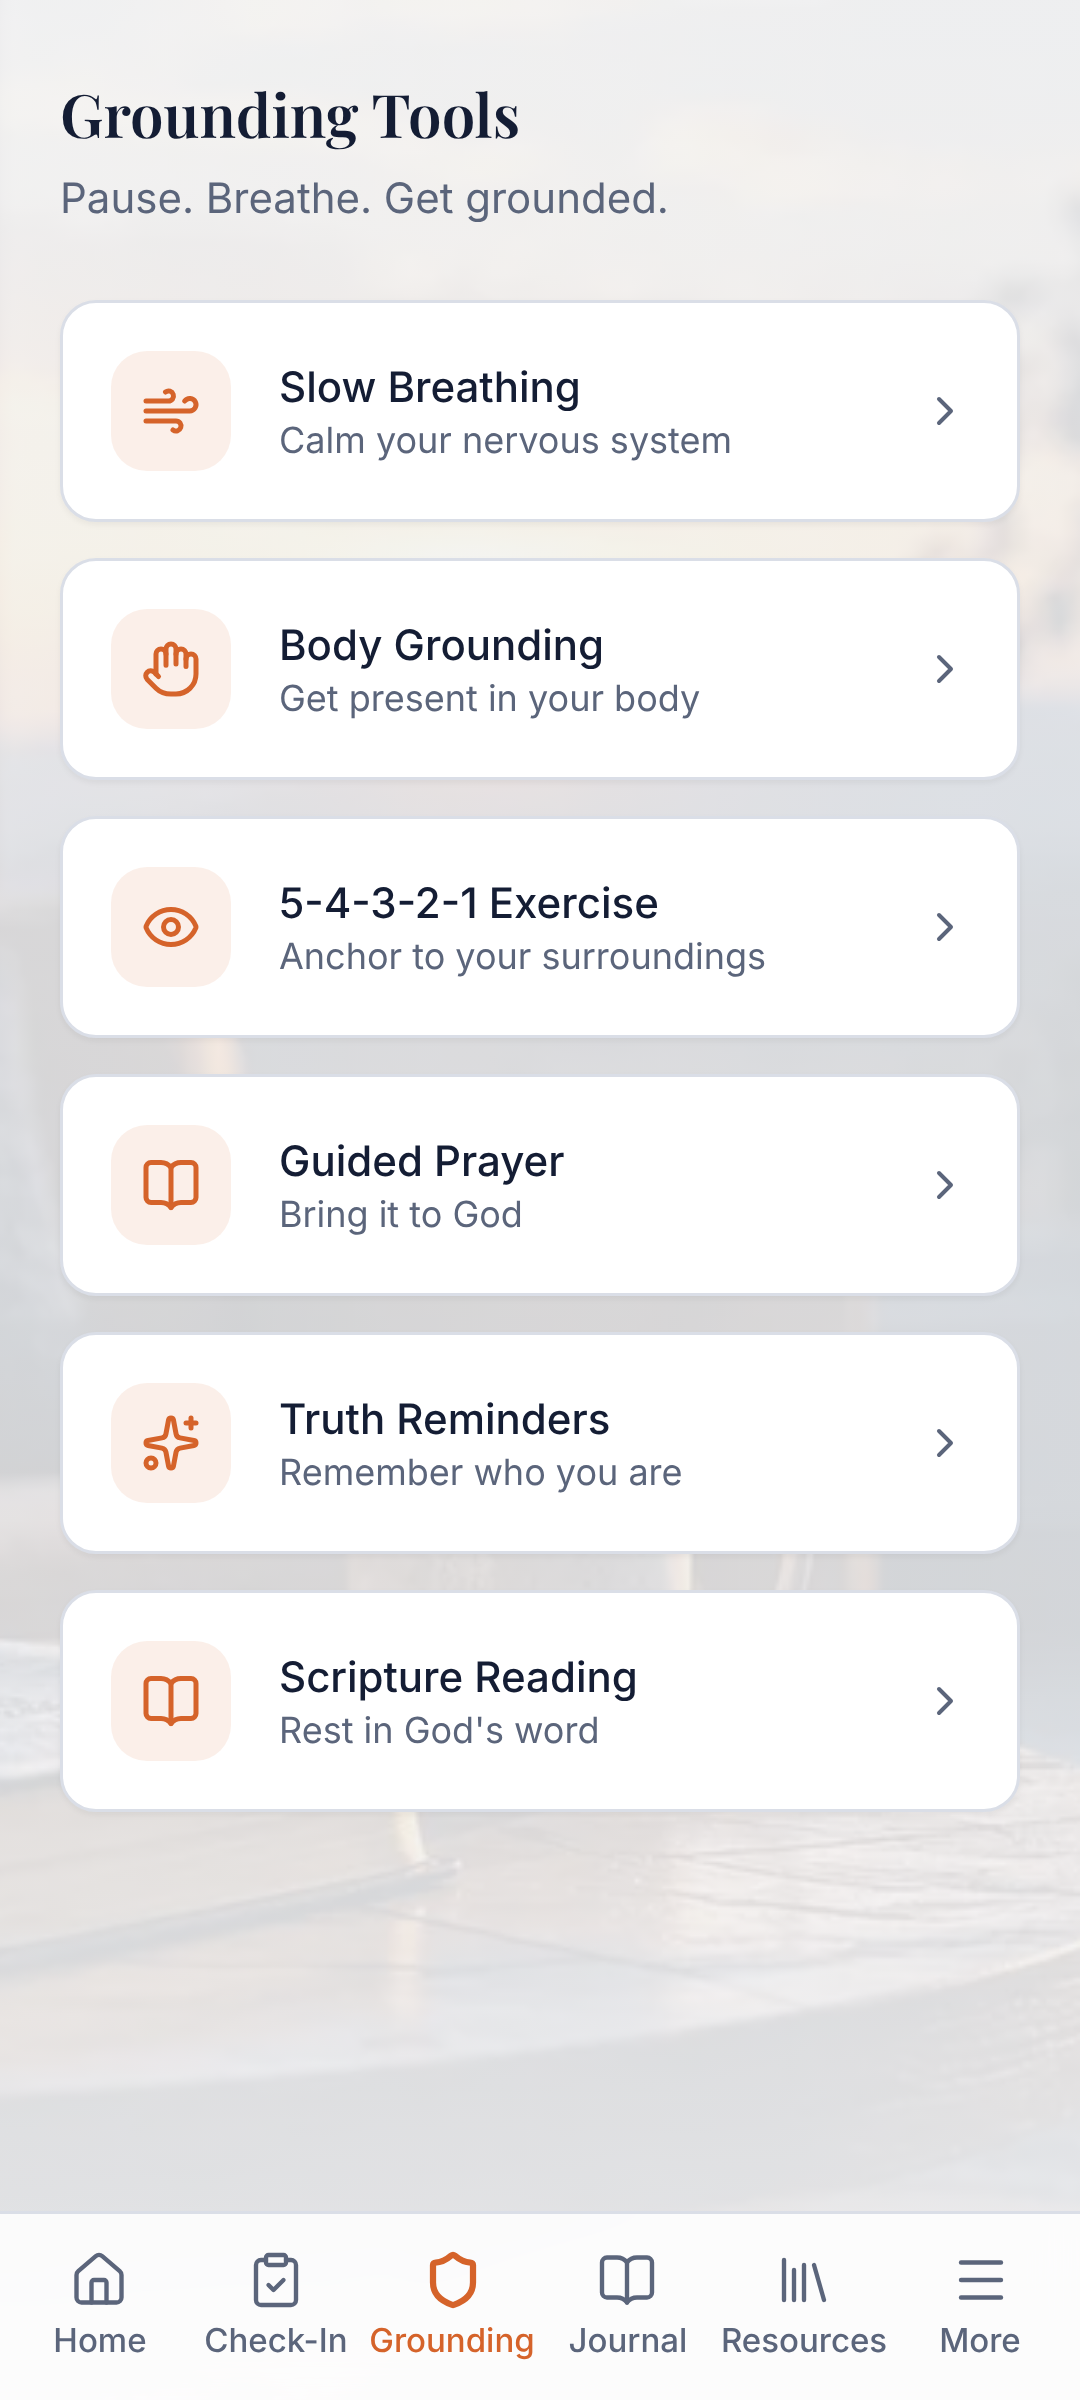 Grounding Tools
Pause. Breathe. Get grounded.
Slow Breathing
Calm your nervous system
Body Grounding
Get present in your body
5-4-3-2-1 Exercise
Anchor to your surroundings
Guided Prayer
Bring it to God
Truth Reminders
Remember who you are
Scripture Reading
Rest in God's word
Home Check-In Grounding Journal Resources More